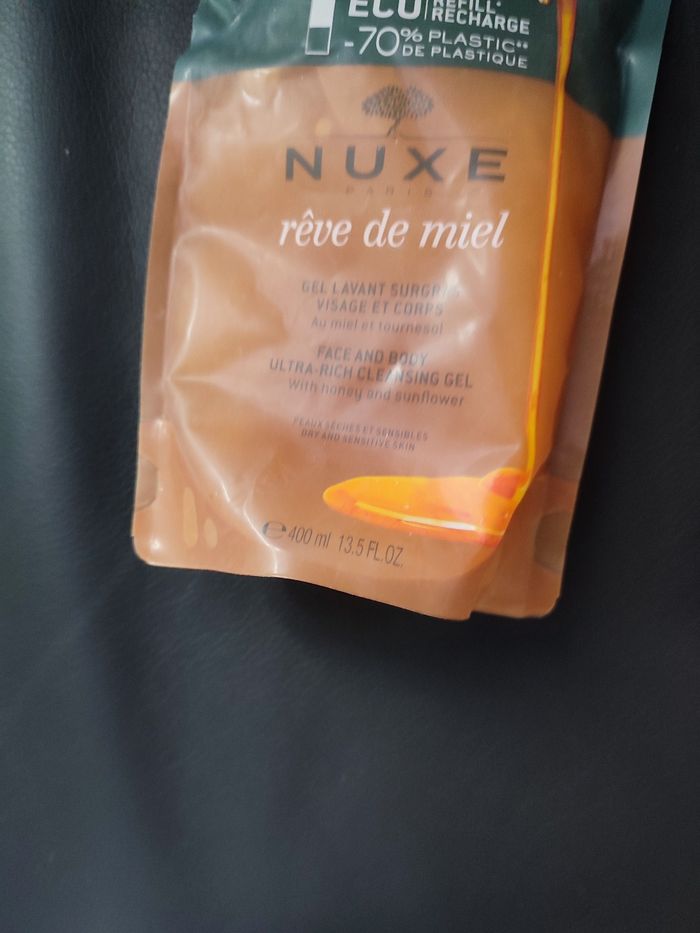 ECO REFILL*
RECHARGE
-70% PLASTIC**
DE PLASTIQUE
NUXE
PARIS
rêve de miel
GEL LAVANT SURGRAS
VISAGE ET CORPS
Au miel et tournesol
FACE AND BODY
ULTRA-RICH CLEANSING GEL
With honey and sunflower
PEAUX SÈCHES ET SENSIBLES
DRY AND SENSITIVE SKIN
℮ 400 ml 13.5 FL.OZ.